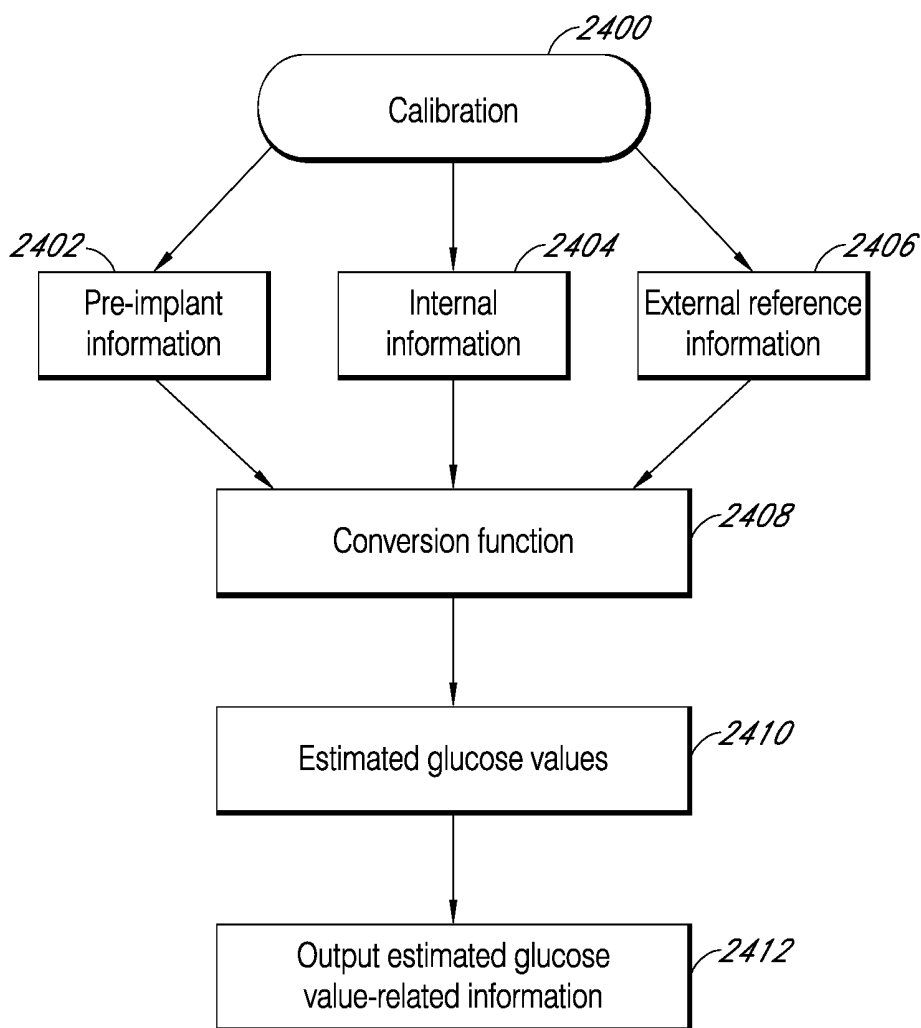 2400
Calibration
2402
2404
2406
Pre-implant
information
Internal
information
External reference
information
2408
Conversion function
2410
Estimated glucose values
2412
Output estimated glucose
value-related information